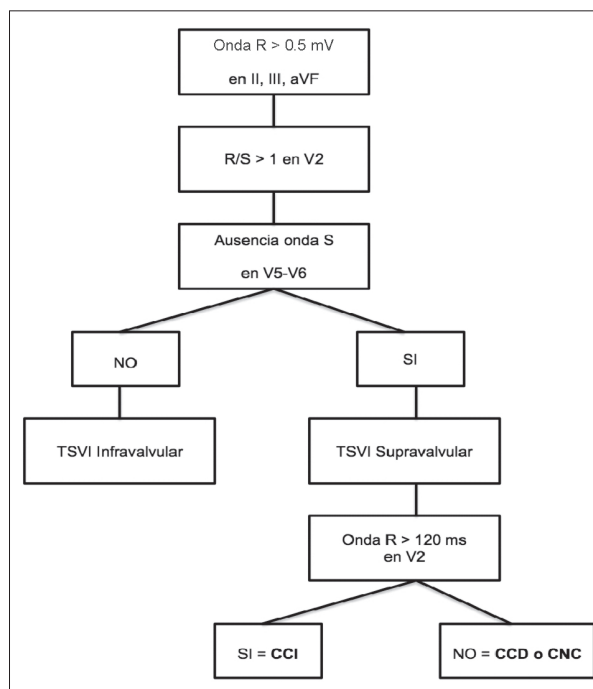 Onda R > 0.5 mV
en II, III, aVF
R/S > 1 en V2
Ausencia onda S
en V5-V6
NO
SI
TSVI Infravalvular
TSVI Supravalvular
Onda R > 120 ms
en V2
SI = CCI
NO = CCD o CNC